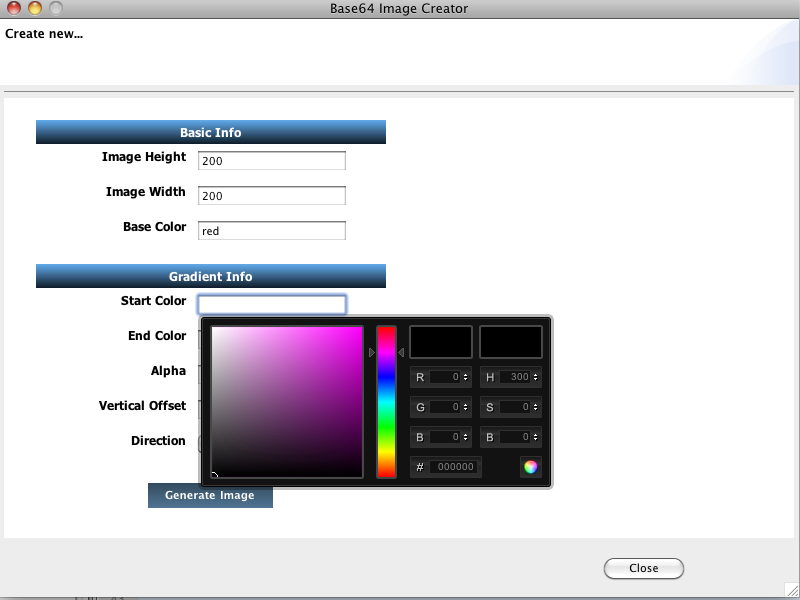 Base64 Image Creator
Create new...
Basic Info
Image Height 200
Image Width 200
Base Color red
Gradient Info
Start Color
End Color
Alpha
Vertical Offset
Direction
R 0 H 300
G 0 S 0
B 0 B 0
# 000000
Generate Image
Close